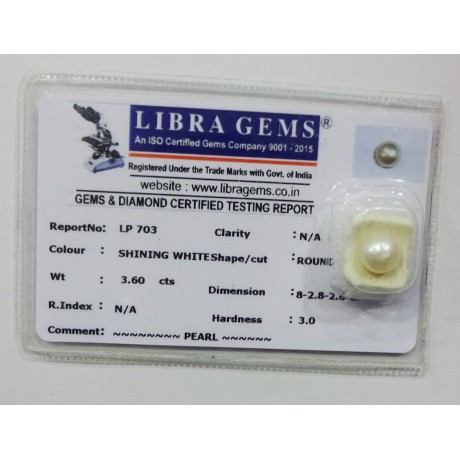 LIBRA GEMS ®
An ISO Certified Gems Company 9001 - 2015
Registered Under the Trade Marks with Govt. of India
website : www.libragems.co.in
GEMS & DIAMOND CERTIFIED TESTING REPORT
ReportNo: LP 703 Clarity : N/A
Colour : SHINING WHITE Shape/cut : ROUND
Wt : 3.60 cts Dimension : 8-2.8-2.6-
R.Index : N/A Hardness : 3.0
Comment: ~~~~~~~~ PEARL ~~~~~~